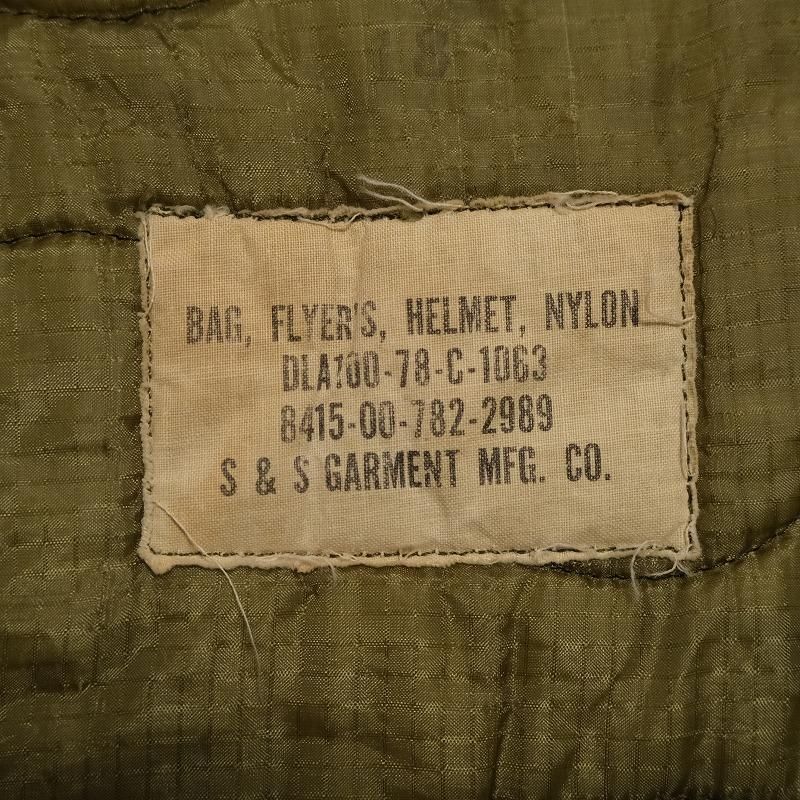 BAG, FLYER'S, HELMET, NYLON
DLA100-78-C-1063
8415-00-782-2989
S & S GARMENT MFG. CO.